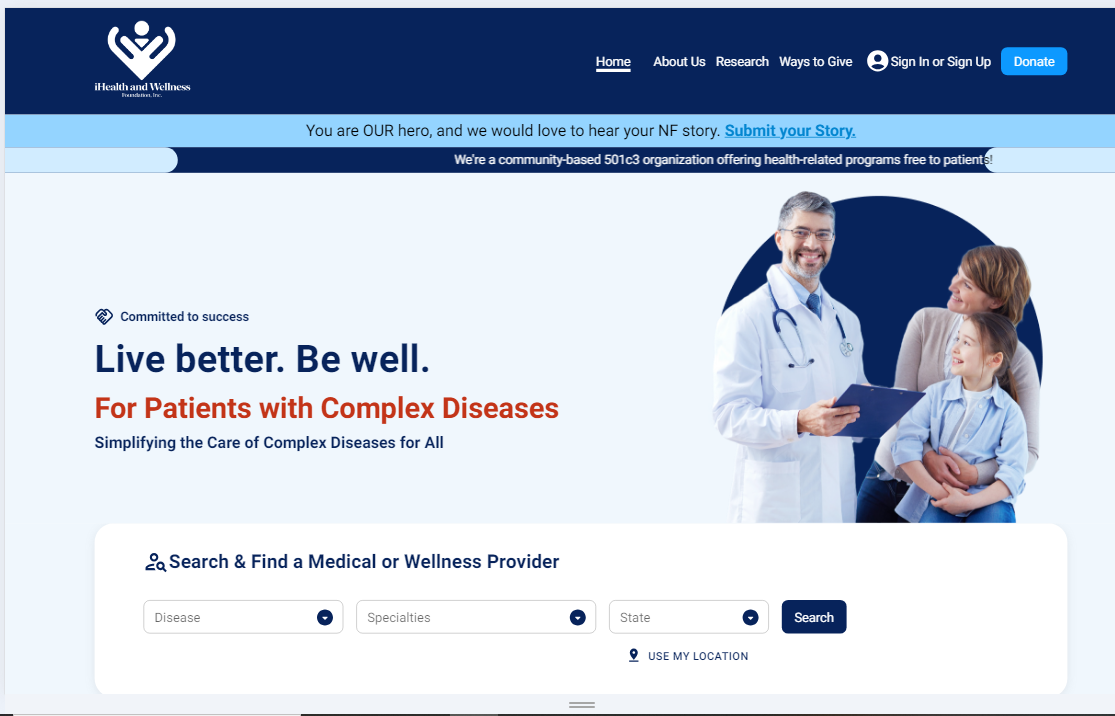 iHealth and Wellness
Foundation, Inc.
Home About Us Research Ways to Give Sign In or Sign Up Donate
You are OUR hero, and we would love to hear your NF story. Submit your Story.
We're a community-based 501c3 organization offering health-related programs free to patients!
Committed to success
Live better. Be well.
For Patients with Complex Diseases
Simplifying the Care of Complex Diseases for All
Search & Find a Medical or Wellness Provider
Disease Specialties State Search
USE MY LOCATION